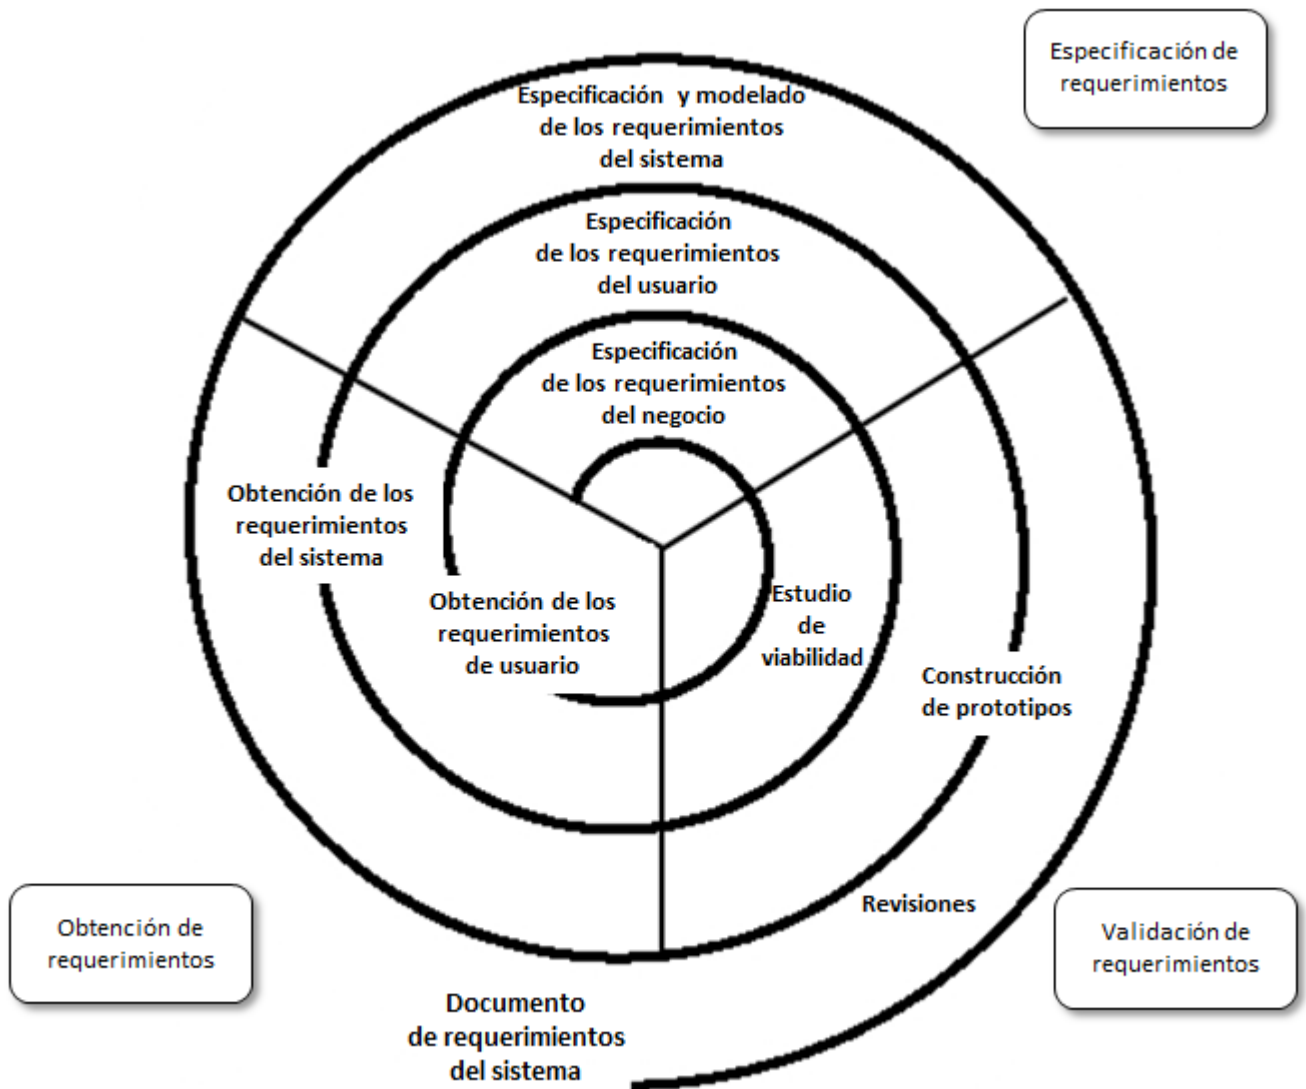 Especificación de
requerimientos
Especificación y modelado
de los requerimientos
del sistema
Especificación
de los requerimientos
del usuario
Especificación
de los requerimientos
del negocio
Obtención de los
requerimientos
del sistema
Obtención de los
requerimientos
de usuario
Estudio
de
viabilidad
Construcción
de prototipos
Revisiones
Obtención de
requerimientos
Validación de
requerimientos
Documento
de requerimientos
del sistema